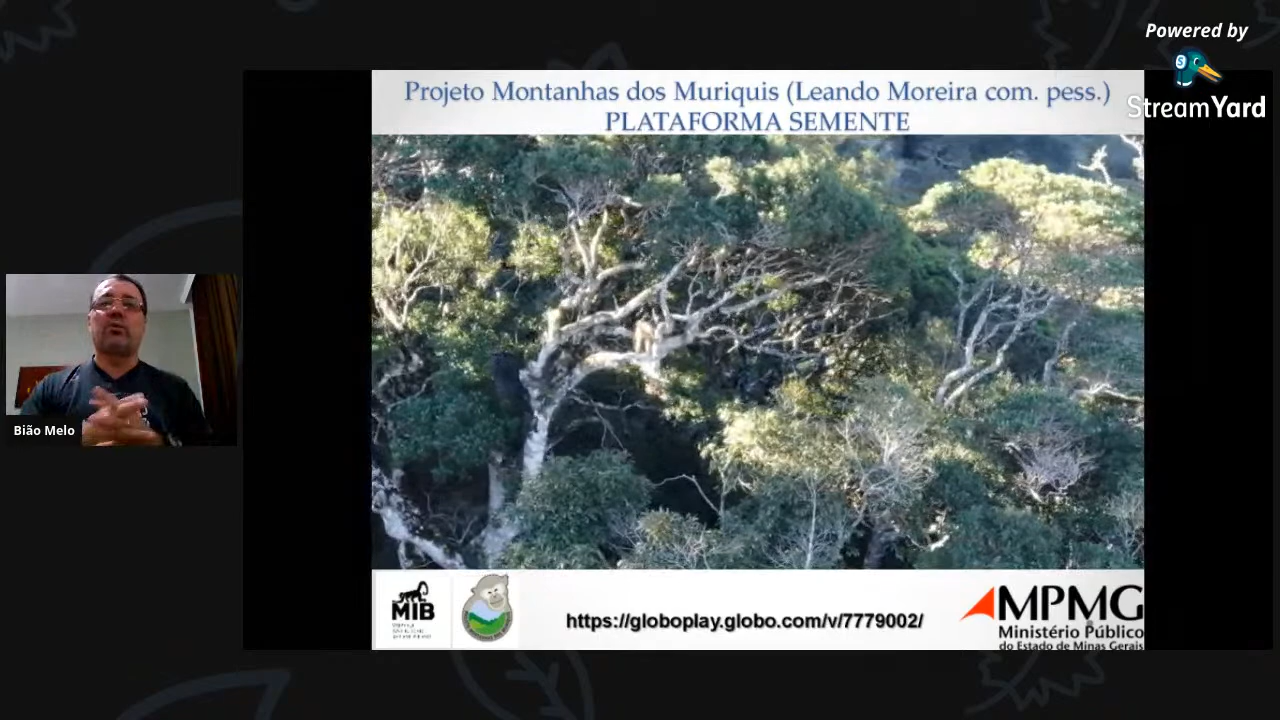 Powered by
StreamYard
Projeto Montanhas dos Muriquis (Leando Moreira com. pess.)
PLATAFORMA SEMENTE
Bião Melo
MIB
https://globoplay.globo.com/v/7779002/
MPMG
Ministério Público
do Estado de Minas Gerais